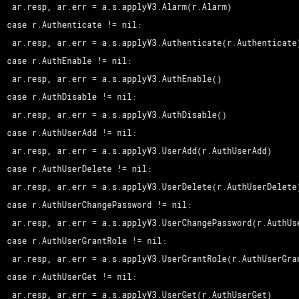 ar.resp, ar.err = a.s.applyV3.Alarm(r.Alarm)
case r.Authenticate != nil:
ar.resp, ar.err = a.s.applyV3.Authenticate(r.Authenticate)
case r.AuthEnable != nil:
ar.resp, ar.err = a.s.applyV3.AuthEnable()
case r.AuthDisable != nil:
ar.resp, ar.err = a.s.applyV3.AuthDisable()
case r.AuthUserAdd != nil:
ar.resp, ar.err = a.s.applyV3.UserAdd(r.AuthUserAdd)
case r.AuthUserDelete != nil:
ar.resp, ar.err = a.s.applyV3.UserDelete(r.AuthUserDelete)
case r.AuthUserChangePassword != nil:
ar.resp, ar.err = a.s.applyV3.UserChangePassword(r.AuthUse
case r.AuthUserGrantRole != nil:
ar.resp, ar.err = a.s.applyV3.UserGrantRole(r.AuthUserGran
case r.AuthUserGet != nil:
ar.resp, ar.err = a.s.applyV3.UserGet(r.AuthUserGet)